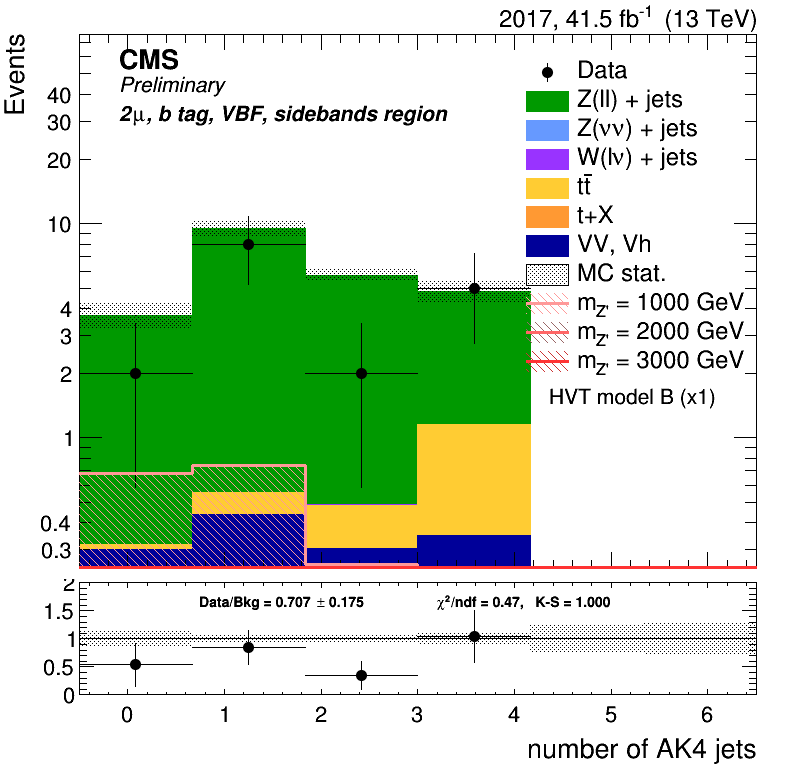 2017, 41.5 fb⁻¹ (13 TeV)
Events
CMS
Preliminary
2μ, b tag, VBF, sidebands region
Data
Z(ll) + jets
Z(νν) + jets
W(lν) + jets
tt̄
t+X
VV, Vh
MC stat.
m_Z' = 1000 GeV
m_Z' = 2000 GeV
m_Z' = 3000 GeV
HVT model B (x1)
40
30
20
10
4
3
2
1
0.4
0.3
Data/Bkg = 0.707 ± 0.175 χ²/ndf = 0.47, K-S = 1.000
2
1.5
1
0.5
0
0 1 2 3 4 5 6
number of AK4 jets